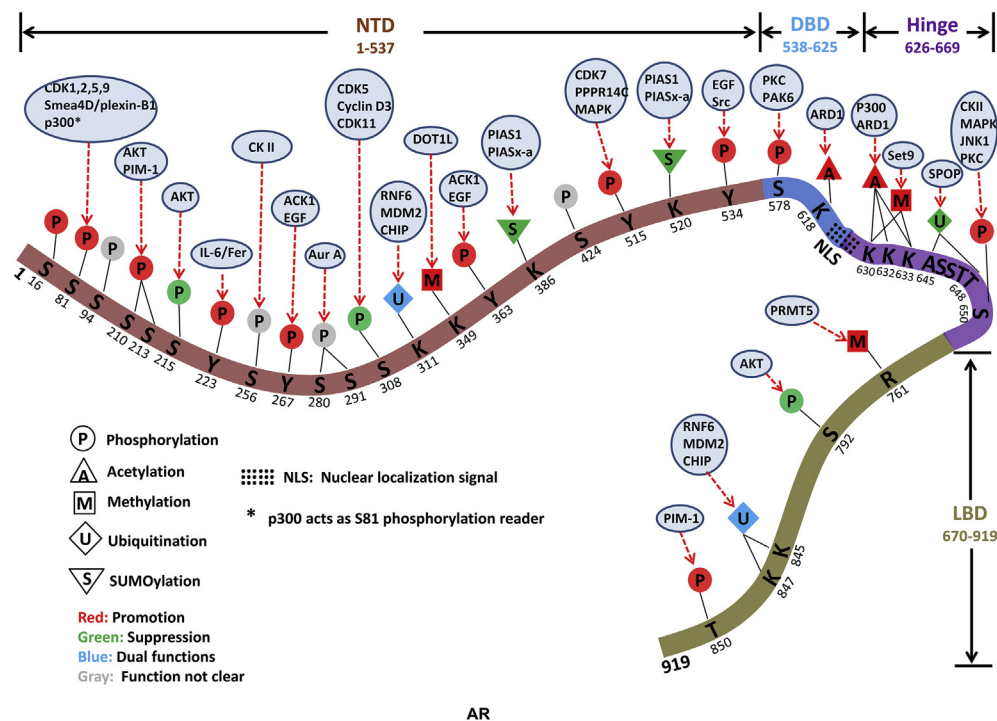 NTD
1-537
DBD
538-625
Hinge
626-669
CDK1,2,5,9
Smea4D/plexin-B1
p300*
AKT
PIM-1
AKT
IL-6/Fer
CK II
ACK1
EGF
Aur A
CDK5
Cyclin D3
CDK11
RNF6
MDM2
CHIP
DOT1L
ACK1
EGF
PIAS1
PIASx-a
CDK7
PPPR14C
MAPK
PIAS1
PIASx-a
EGF
Src
PKC
PAK6
ARD1
P300
ARD1
Set9
SPOP
CKII
MAPK
JNK1
PKC
P
P
P
P
P
P
P
P
P
P
U
M
P
S
P
P
S
P
P
A
A
M
U
P
1
S
S
S
S
S
S
Y
S
Y
S
S
S
K
K
Y
K
S
Y
K
Y
S
K
NLS
K
K
K
ASSTT
S
16
81
94
210
213
215
223
256
267
280
291
308
311
349
363
386
424
515
520
534
578
618
630
632
633
645
648
650
PRMT5
M
R
761
AKT
P
S
792
RNF6
MDM2
CHIP
U
K
845
K
847
PIM-1
P
T
850
919
LBD
670-919
P Phosphorylation
A Acetylation
M Methylation
U Ubiquitination
S SUMOylation
NLS: Nuclear localization signal
* p300 acts as S81 phosphorylation reader
Red: Promotion
Green: Suppression
Blue: Dual functions
Gray: Function not clear
AR